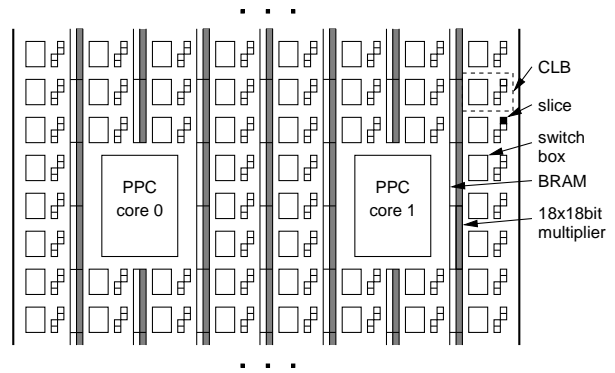 CLB
slice
switch
box
BRAM
18x18bit
multiplier
PPC
core 0
PPC
core 1